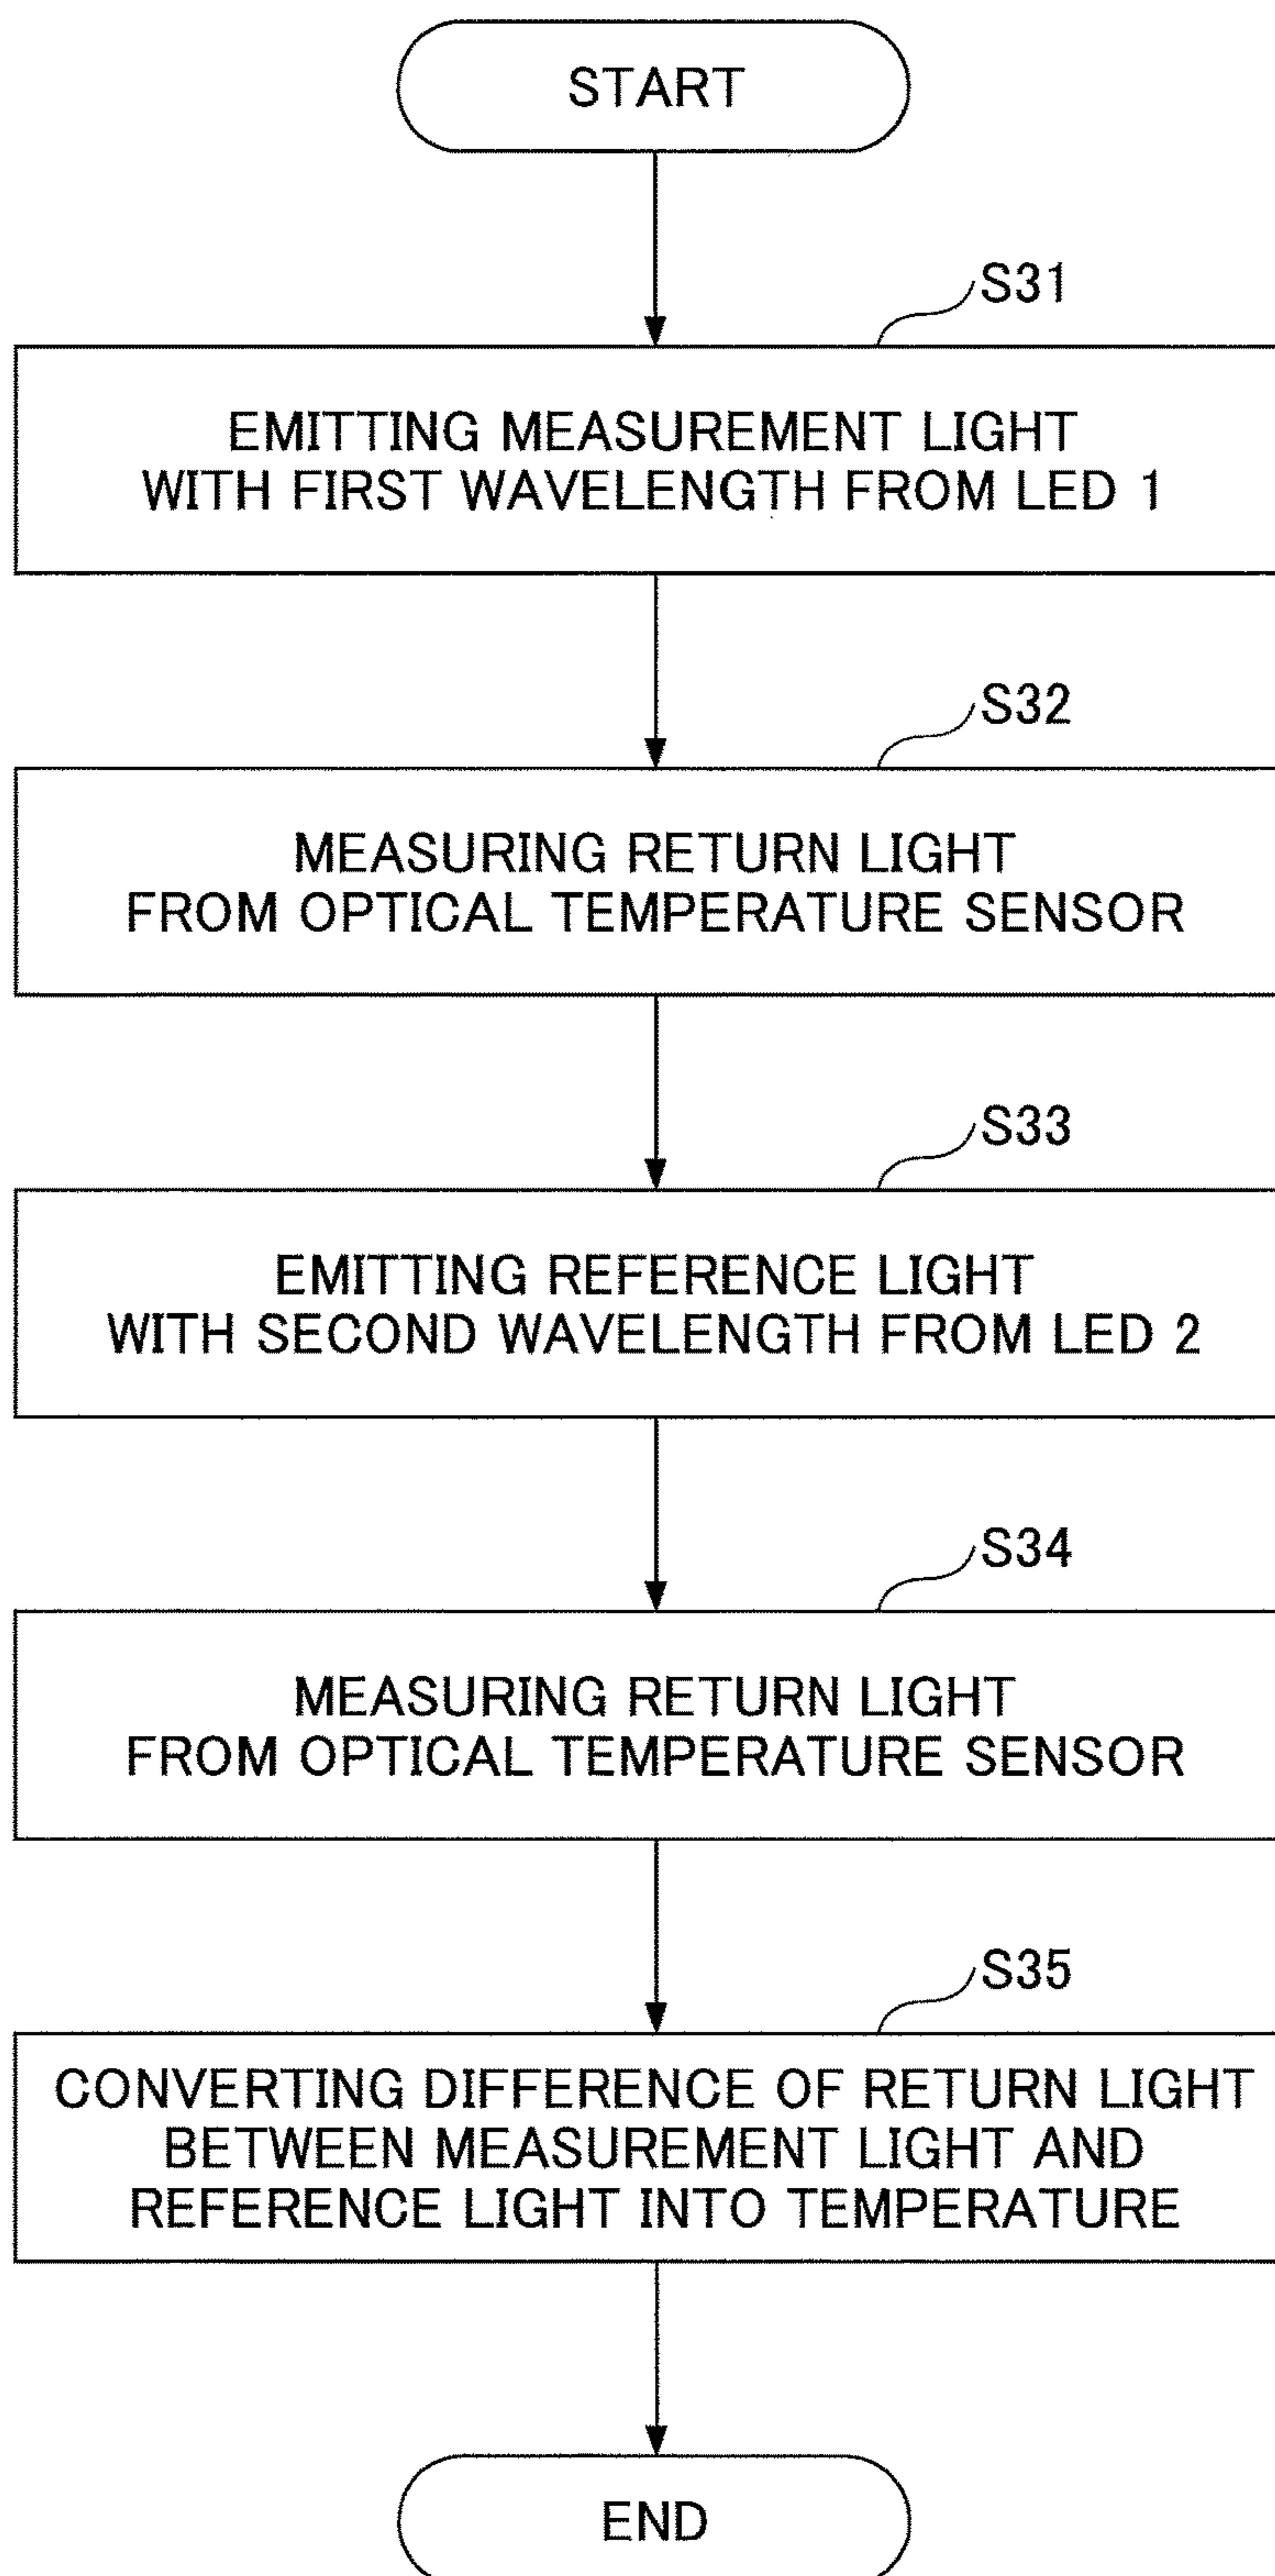 START
S31
EMITTING MEASUREMENT LIGHT
WITH FIRST WAVELENGTH FROM LED 1
S32
MEASURING RETURN LIGHT
FROM OPTICAL TEMPERATURE SENSOR
S33
EMITTING REFERENCE LIGHT
WITH SECOND WAVELENGTH FROM LED 2
S34
MEASURING RETURN LIGHT
FROM OPTICAL TEMPERATURE SENSOR
S35
CONVERTING DIFFERENCE OF RETURN LIGHT
BETWEEN MEASUREMENT LIGHT AND
REFERENCE LIGHT INTO TEMPERATURE
END